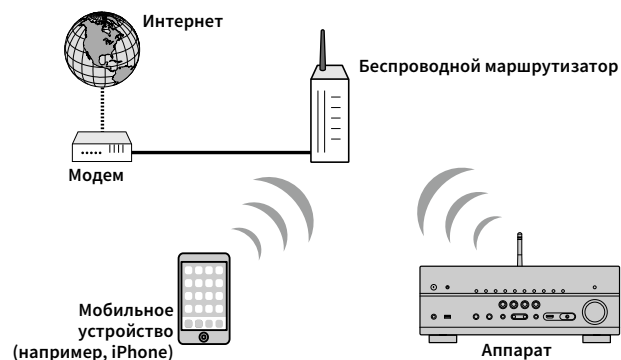 Интернет
Беспроводной маршрутизатор
Модем
Мобильное
устройство
(например, iPhone)
Аппарат